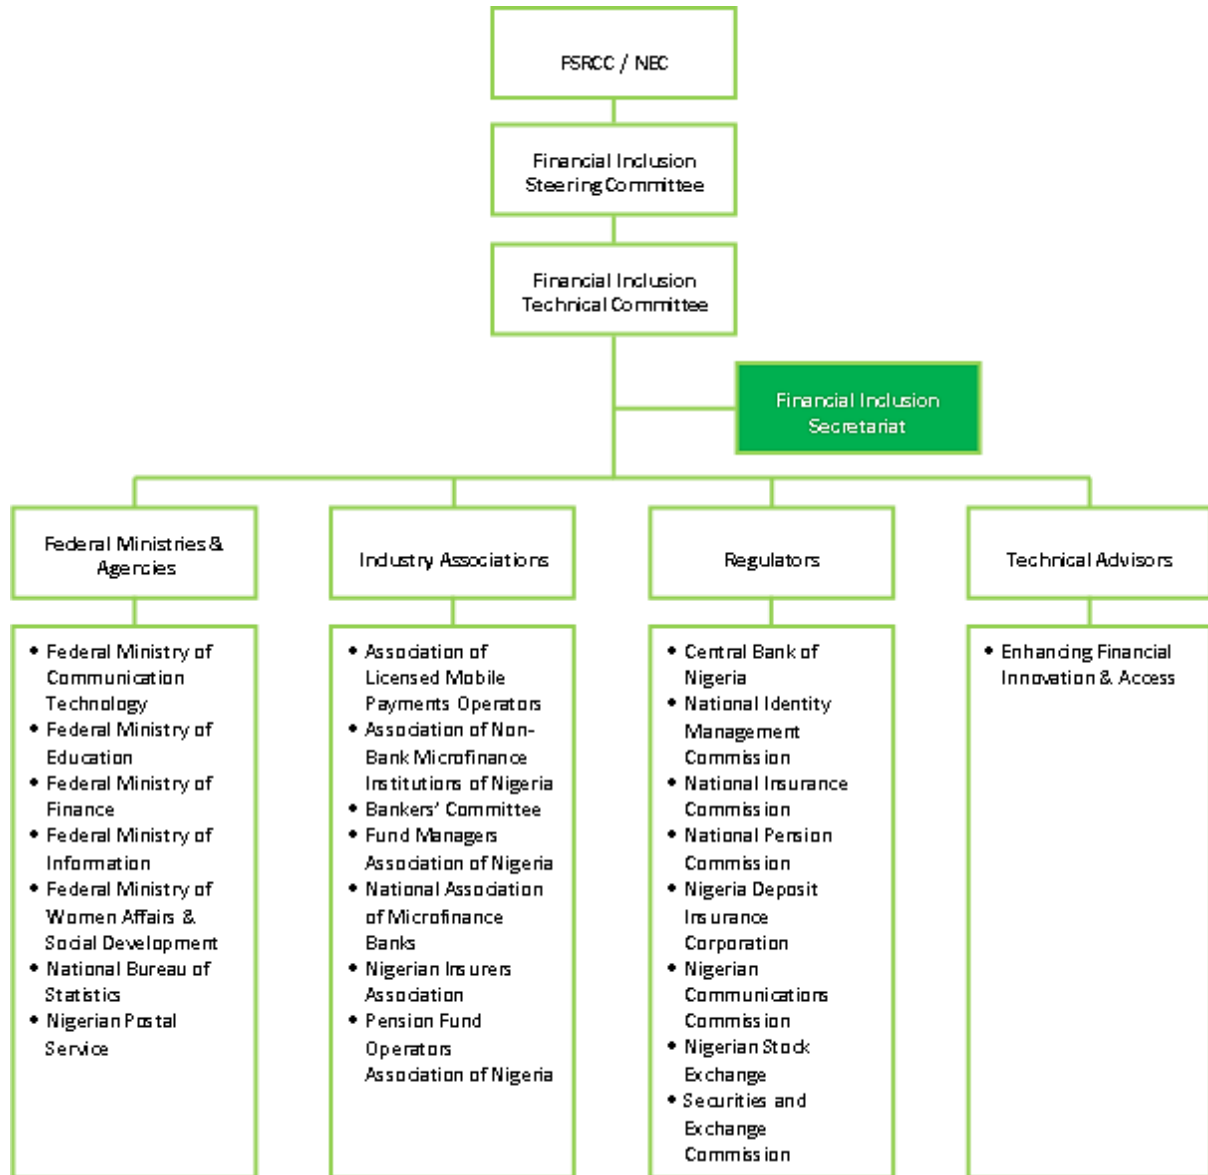 FSRCC / NEC
Financial Inclusion
Steering Committee
Financial Inclusion
Technical Committee
Financial Inclusion
Secretariat
Federal Ministries &
Agencies
• Federal Ministry of
Communication
Technology
• Federal Ministry of
Education
• Federal Ministry of
Finance
• Federal Ministry of
Information
• Federal Ministry of
Women Affairs &
Social Development
• National Bureau of
Statistics
• Nigerian Postal
Service
Industry Associations
• Association of
Licensed Mobile
Payments Operators
• Association of Non-
Bank Microfinance
Institutions of Nigeria
• Bankers' Committee
• Fund Managers
Association of Nigeria
• National Association
of Microfinance
Banks
• Nigerian Insurers
Association
• Pension Fund
Operators
Association of Nigeria
Regulators
• Central Bank of
Nigeria
• National Identity
Management
Commission
• National Insurance
Commission
• National Pension
Commission
• Nigeria Deposit
Insurance
Corporation
• Nigerian
Communications
Commission
• Nigerian Stock
Exchange
• Securities and
Exchange
Commission
Technical Advisors
• Enhancing Financial
Innovation & Access